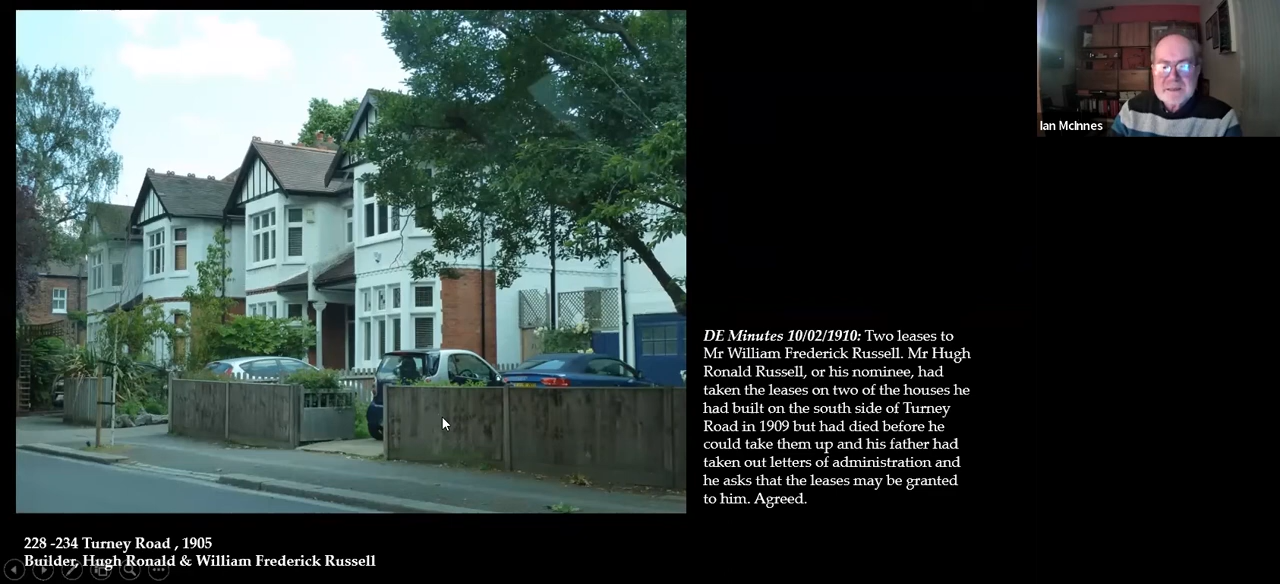 Ian McInnes
DE Minutes 10/02/1910: Two leases to
Mr William Frederick Russell. Mr Hugh
Ronald Russell, or his nominee, had
taken the leases on two of the houses he
had built on the south side of Turney
Road in 1909 but had died before he
could take them up and his father had
taken out letters of administration and
he asks that the leases may be granted
to him. Agreed.
228 -234 Turney Road , 1905
Builder, Hugh Ronald & William Frederick Russell